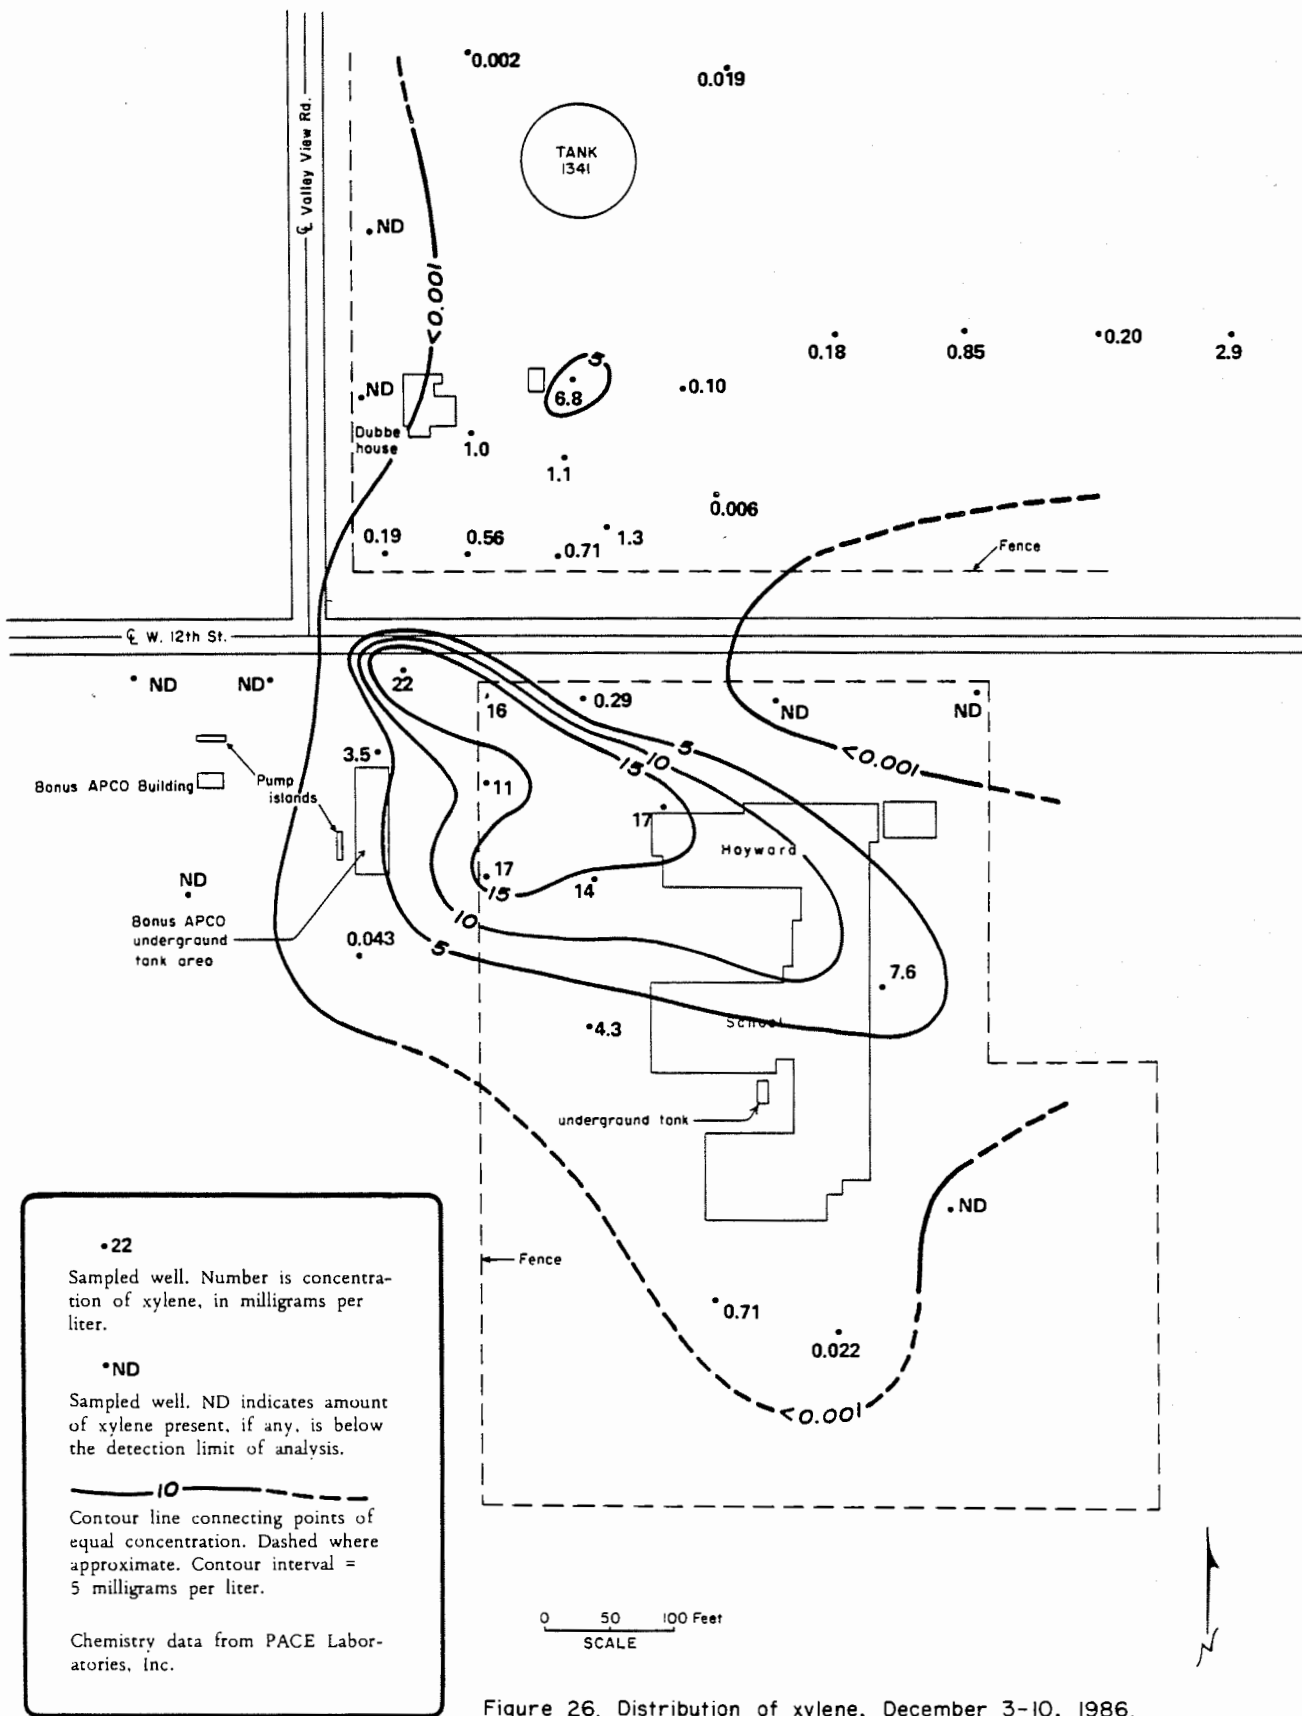 0.002
0.019
TANK
1341
℄ Valley View Rd.
ND
<0.001
0.18
0.85
0.20
2.9
5
6.8
0.10
ND
Dubbe
house
1.0
1.1
0.006
0.19
0.56
0.71
1.3
Fence
℄ W. 12th St.
ND
ND
22
16
0.29
ND
ND
3.5
5
10
15
<0.001
Bonus APCO Building
Pump
islands
11
17
Hayward
ND
17
15
14
Bonus APCO
underground
tank area
0.043
10
5
7.6
4.3
School
underground tank
ND
Fence
0.71
0.022
<0.001
22
Sampled well. Number is concentra-
tion of xylene, in milligrams per
liter.
ND
Sampled well. ND indicates amount
of xylene present, if any, is below
the detection limit of analysis.
10
Contour line connecting points of
equal concentration. Dashed where
approximate. Contour interval =
5 milligrams per liter.
Chemistry data from PACE Labor-
atories, Inc.
0 50 100 Feet
SCALE
N
Figure 26. Distribution of xylene, December 3-10, 1986.